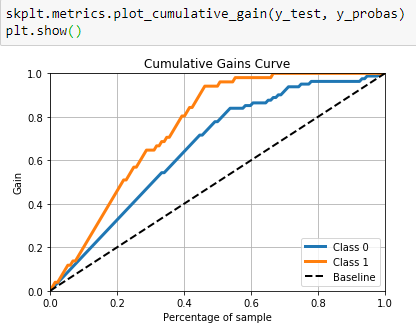 skplt.metrics.plot_cumulative_gain(y_test, y_probas)
plt.show()
Cumulative Gains Curve
1.0
0.8
0.6
0.4
0.2
0.0
Gain
Class 0
Class 1
Baseline
0.0 0.2 0.4 0.6 0.8 1.0
Percentage of sample